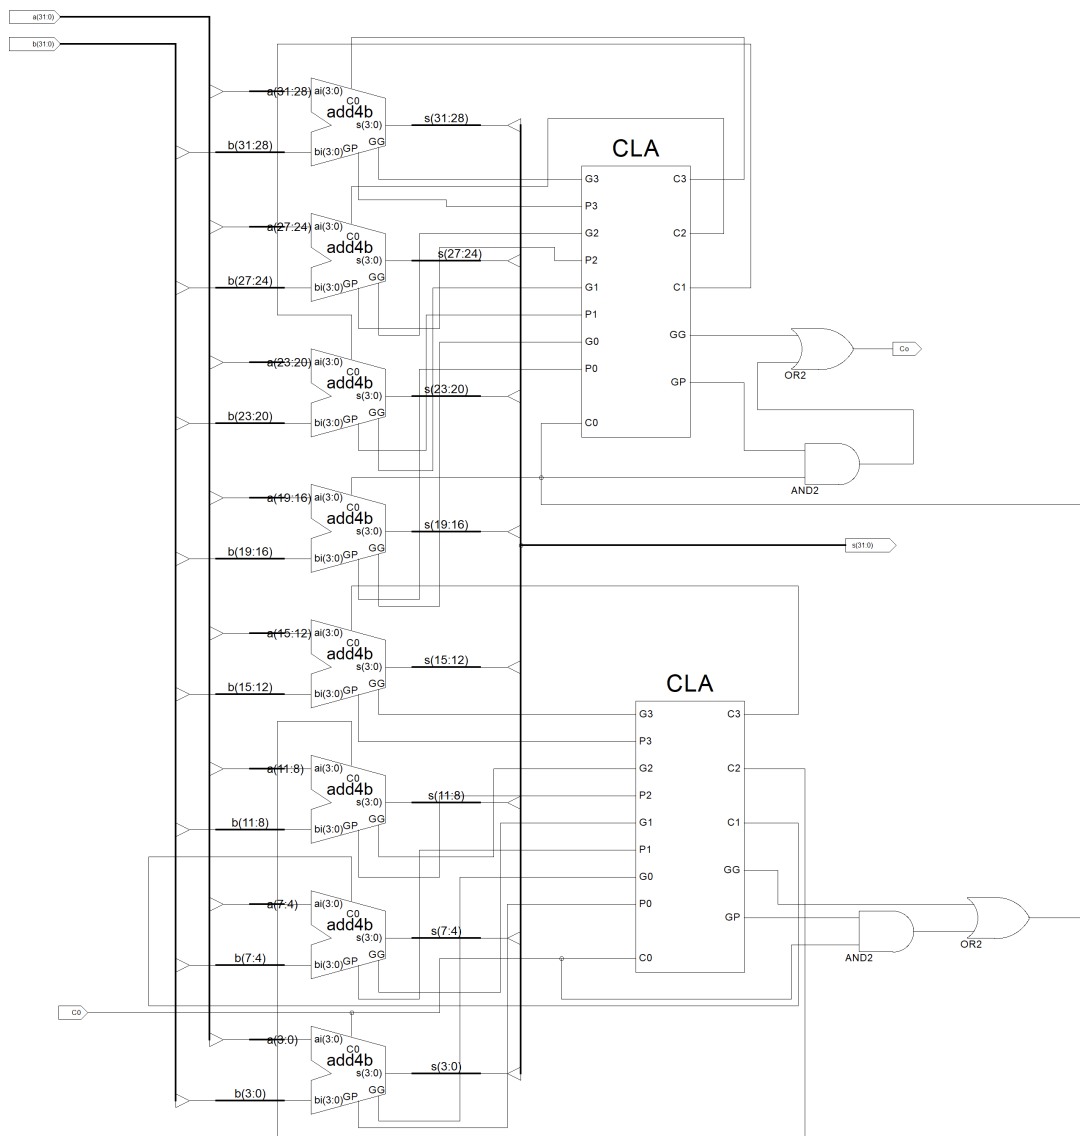 a(31:0)
b(31:0)
a(31:28) ai(3:0)
C0
add4b
s(3:0)
s(31:28)
GG
b(31:28) bi(3:0) GP
CLA
G3 C3
P3
a(27:24) ai(3:0)
C0
add4b
G2 C2
s(3:0)
s(27:24)
P2
GG
b(27:24) bi(3:0) GP
G1 C1
P1
GG
G0
a(23:20) ai(3:0)
C0
add4b
s(3:0)
s(23:20)
P0
GP
GG
b(23:20) bi(3:0) GP
C0
Co
OR2
AND2
a(19:16) ai(3:0)
C0
add4b
s(3:0)
s(19:16)
GG
b(19:16) bi(3:0) GP
s(31:0)
a(15:12) ai(3:0)
C0
add4b
s(3:0)
s(15:12)
GG
b(15:12) bi(3:0) GP
CLA
G3 C3
P3
a(11:8) ai(3:0)
C0
add4b
G2 C2
s(3:0)
s(11:8)
P2
GG
b(11:8) bi(3:0) GP
G1 C1
P1
GG
G0
a(7:4) ai(3:0)
C0
add4b
P0
GP
s(3:0)
s(7:4)
GG
b(7:4) bi(3:0) GP
C0
AND2
OR2
C0
a(3:0) ai(3:0)
C0
add4b
s(3:0)
s(3:0)
GG
b(3:0) bi(3:0) GP